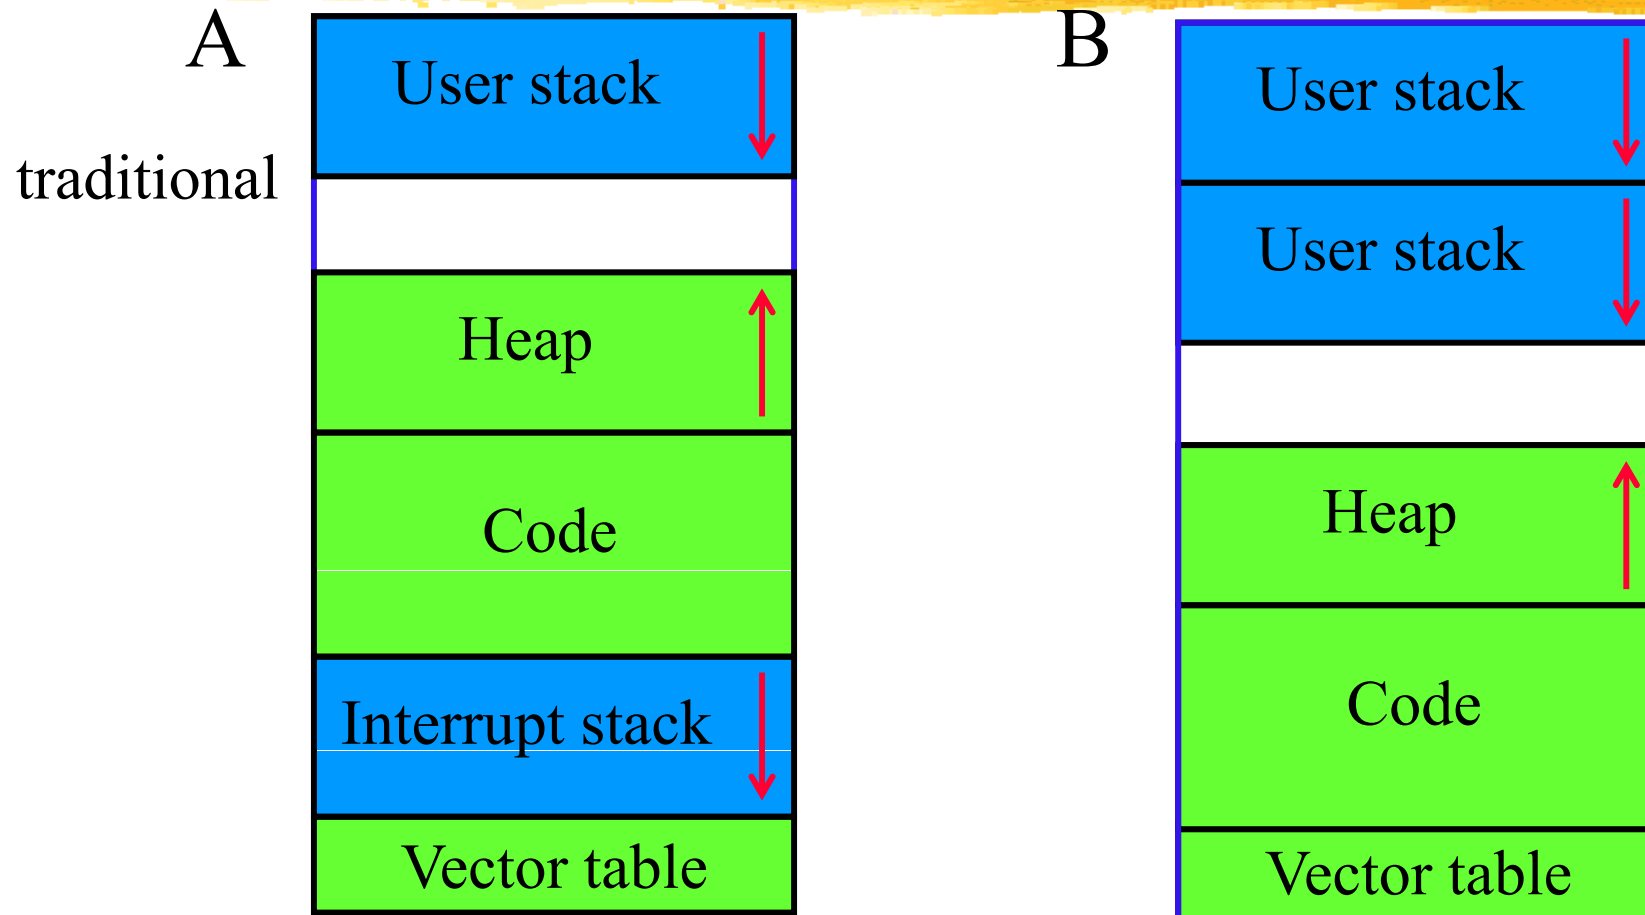 A
User stack
traditional
Heap
Code
Interrupt stack
Vector table
B
User stack
User stack
Heap
Code
Vector table